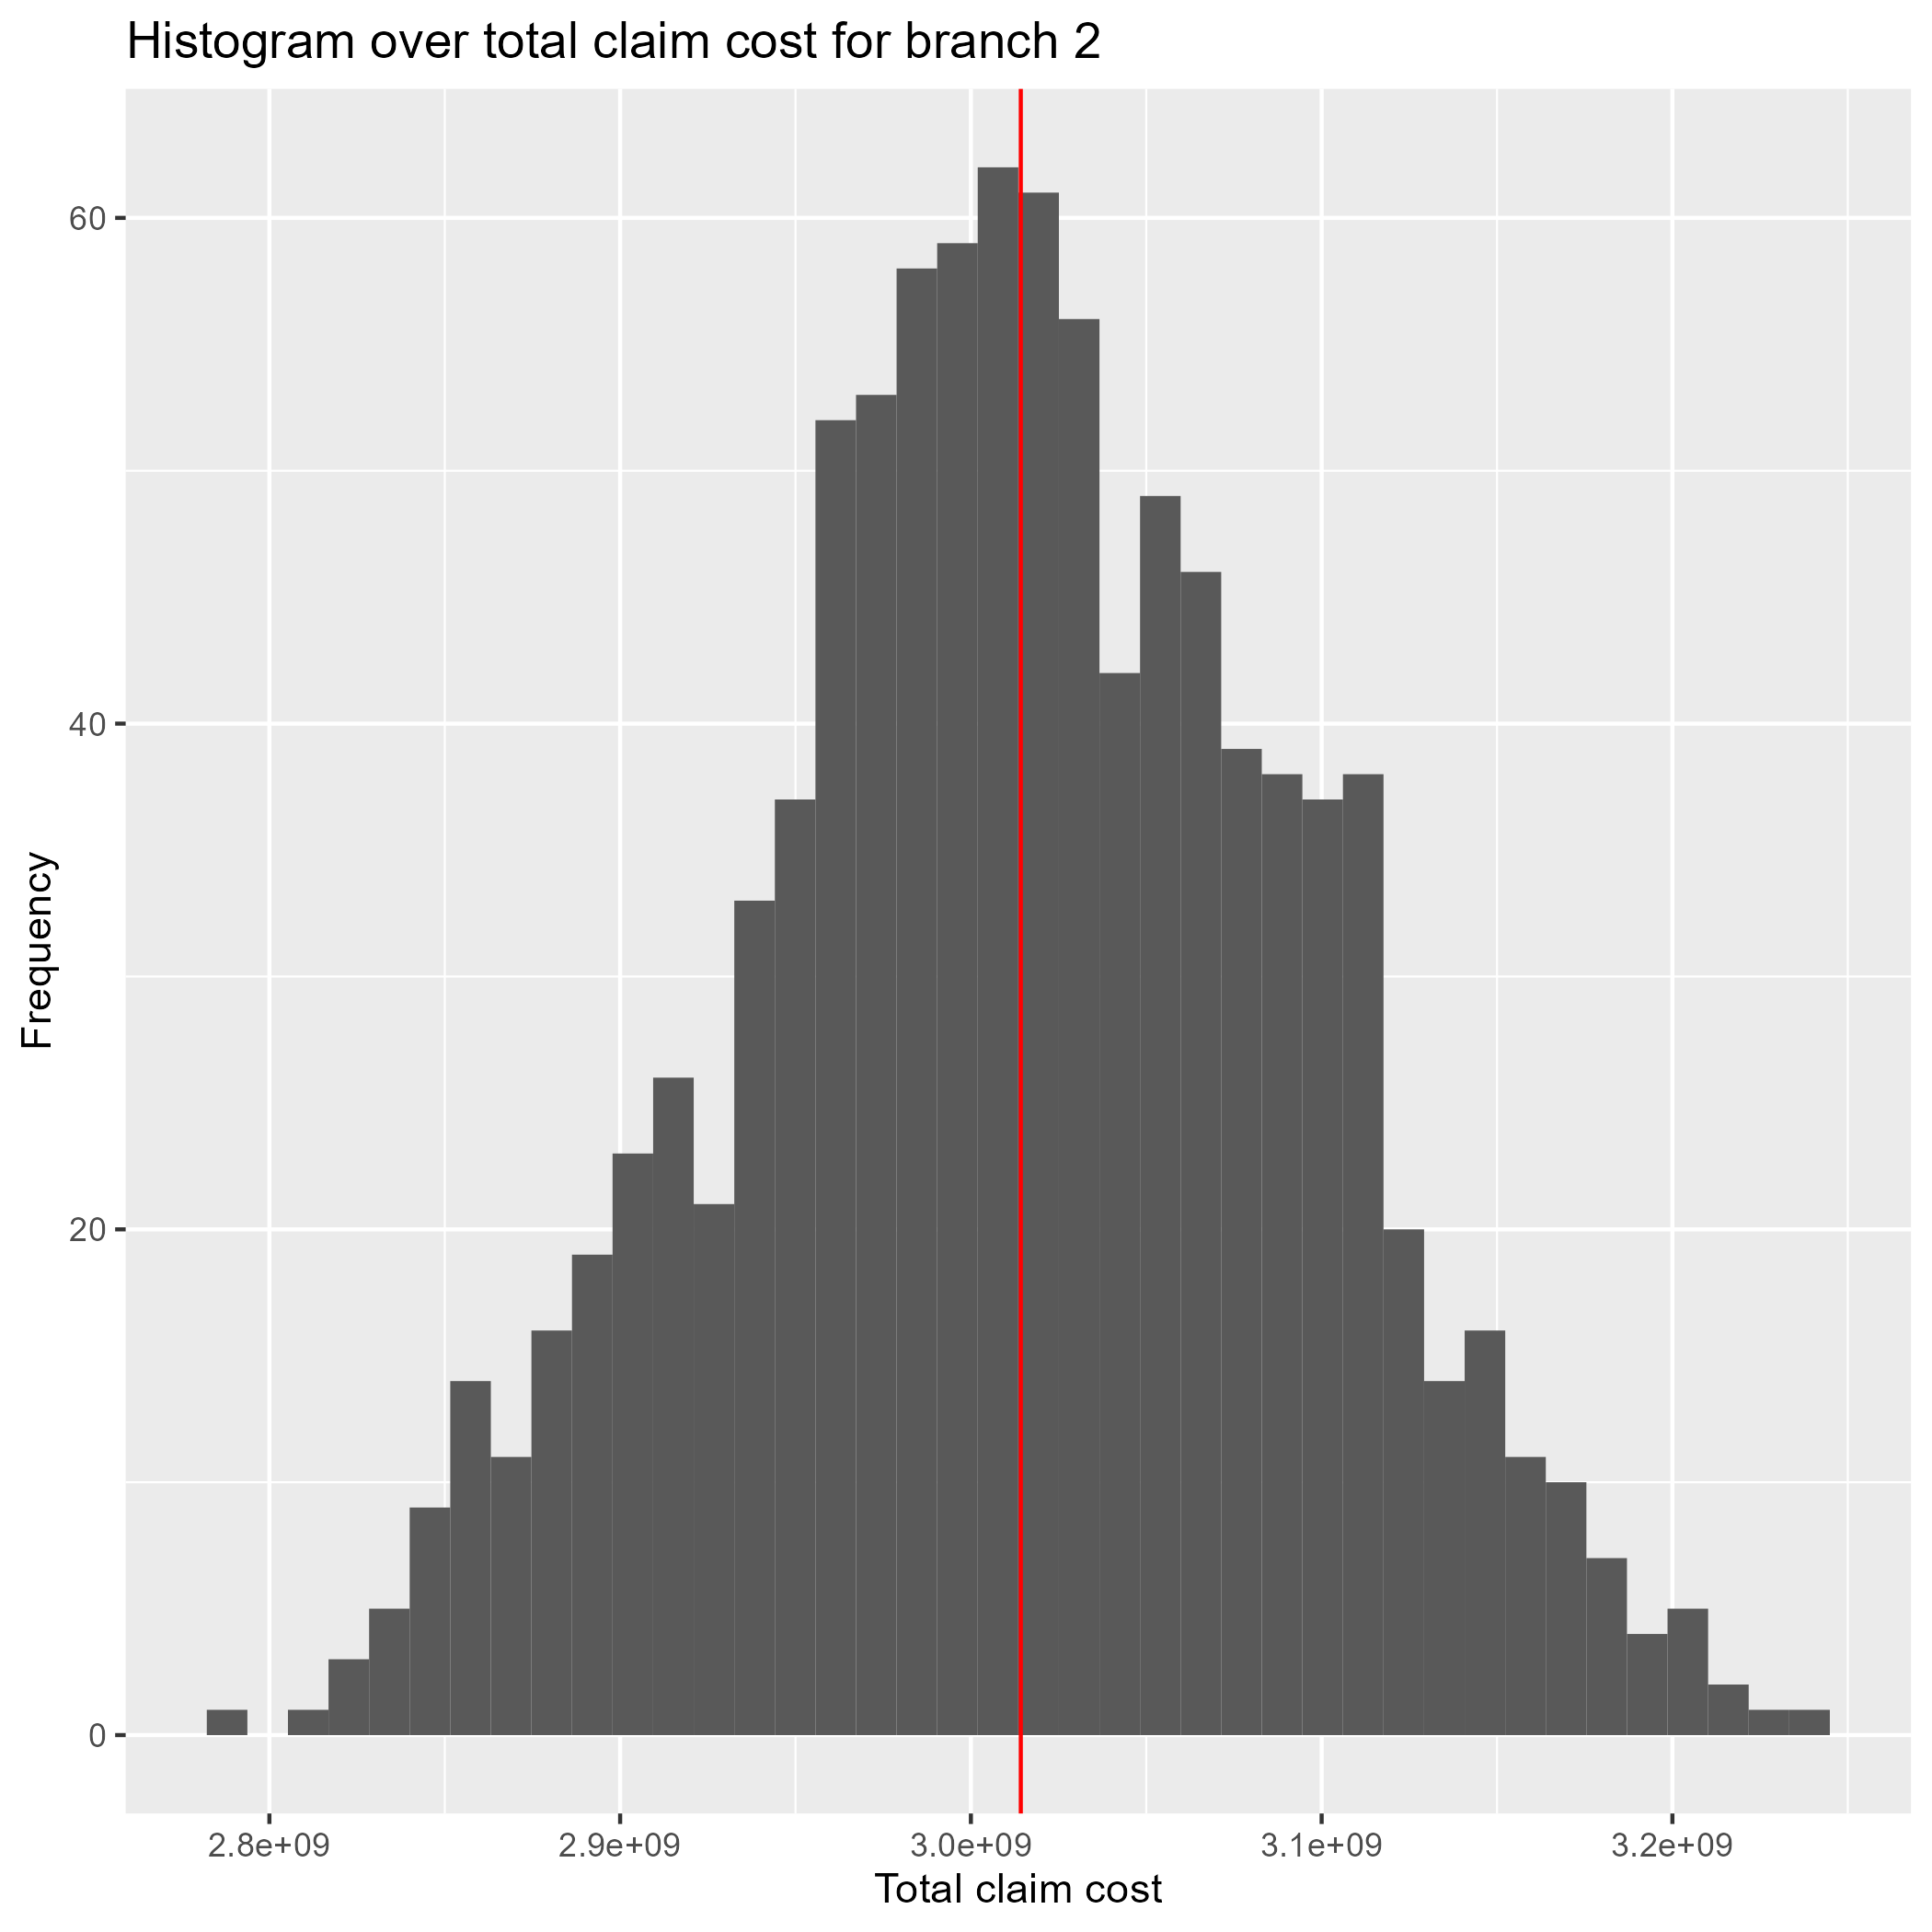 Histogram over total claim cost for branch 2
Frequency
60
40
20
0
2.8e+09 2.9e+09 3.0e+09 3.1e+09 3.2e+09
Total claim cost